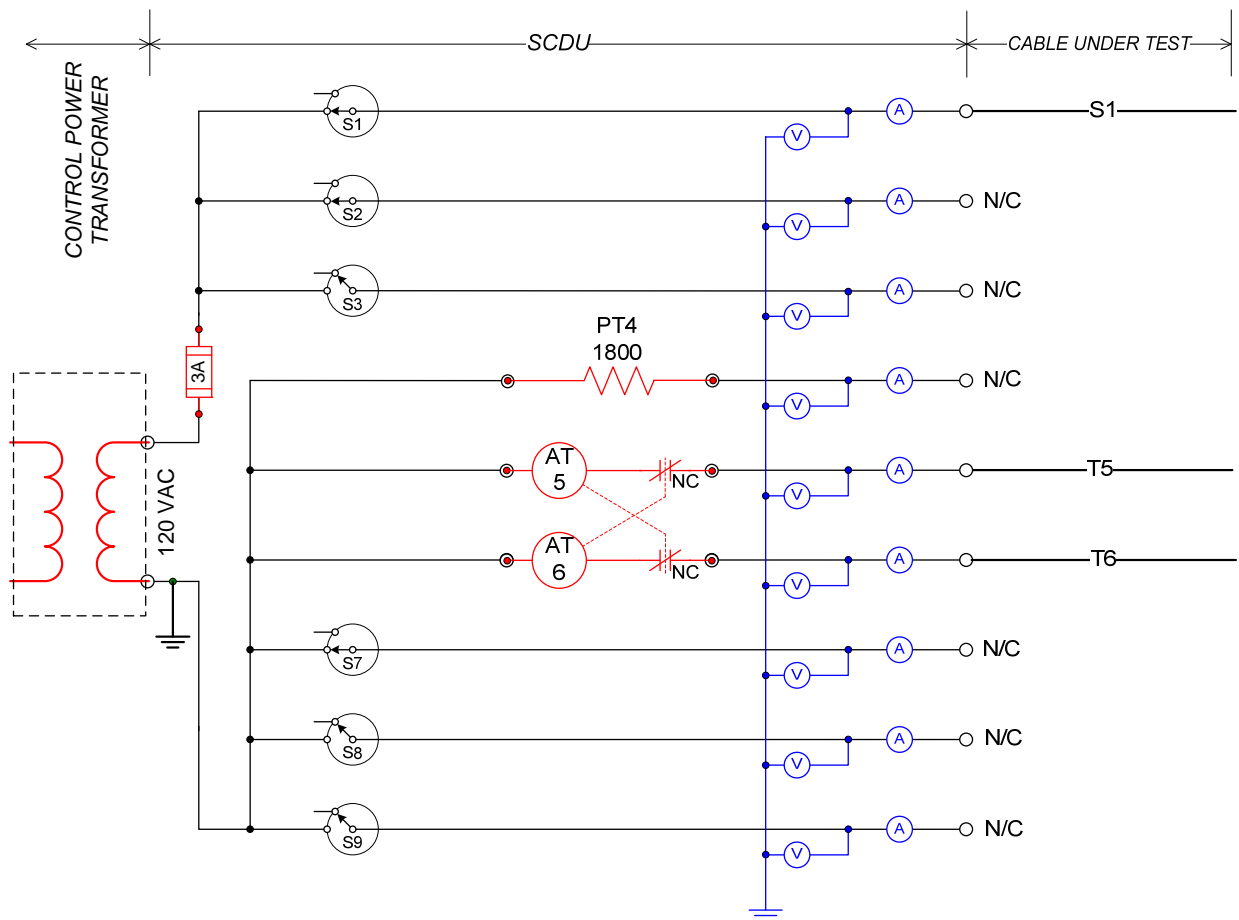 SCDU
CABLE UNDER TEST
CONTROL POWER
TRANSFORMER
S1
V
A
S1
S2
V
A
N/C
S3
V
A
N/C
3A
120 VAC
PT4
1800
V
A
N/C
AT
5
NC
V
A
T5
AT
6
NC
V
A
T6
S7
V
A
N/C
S8
V
A
N/C
S9
V
A
N/C